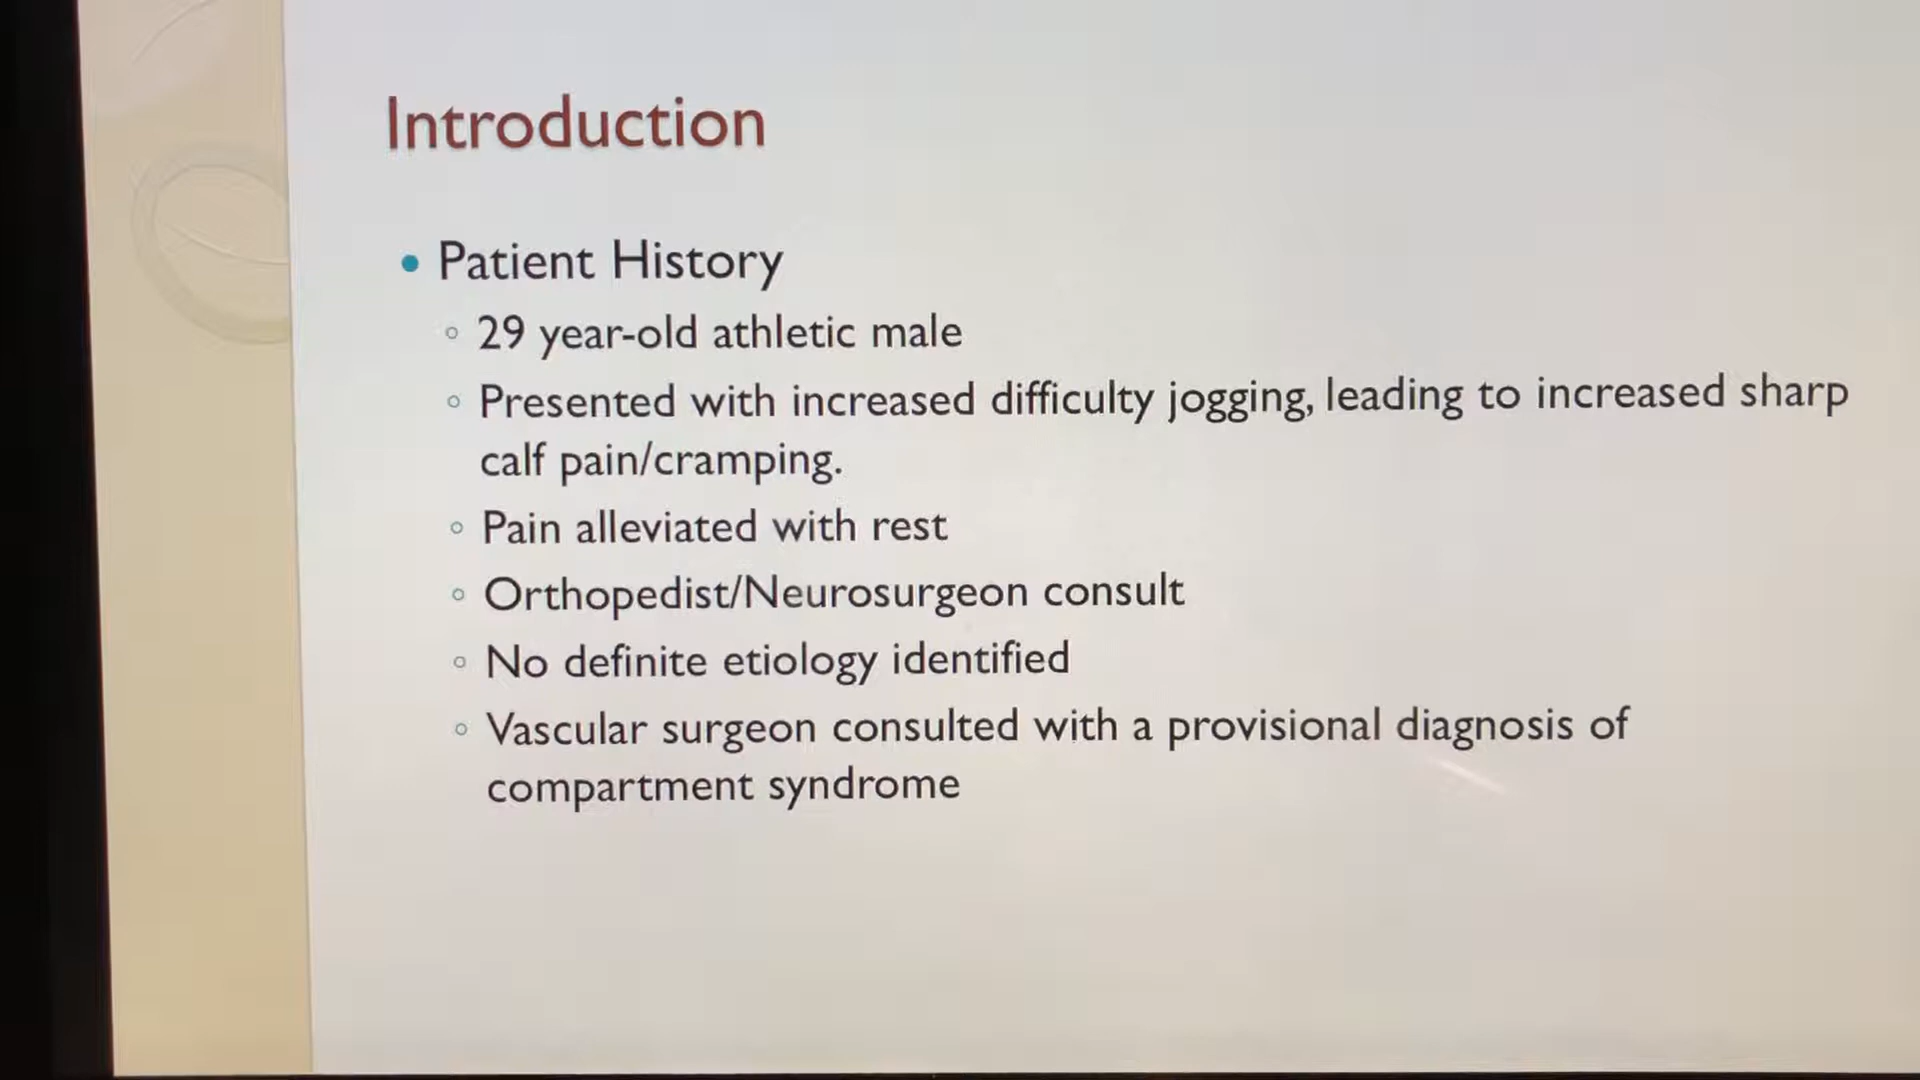 Introduction
• Patient History
◦ 29 year-old athletic male
◦ Presented with increased difficulty jogging, leading to increased sharp
calf pain/cramping.
◦ Pain alleviated with rest
◦ Orthopedist/Neurosurgeon consult
◦ No definite etiology identified
◦ Vascular surgeon consulted with a provisional diagnosis of
compartment syndrome